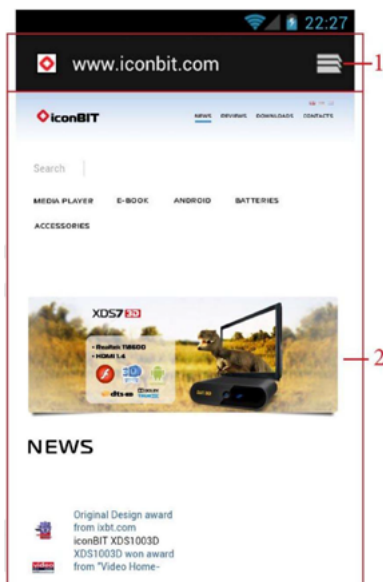 22:27
www.iconbit.com
1
iconBIT
NEWS REVIEWS DOWNLOADS CONTACTS
Search
MEDIA PLAYER E-BOOK ANDROID BATTERIES
ACCESSORIES
XDS7 3D
• Realtek
• HDMI 1.4
dts
2
NEWS
Original Design award
from ixbt.com
iconBIT XDS1003D
XDS1003D won award
from "Video Home-